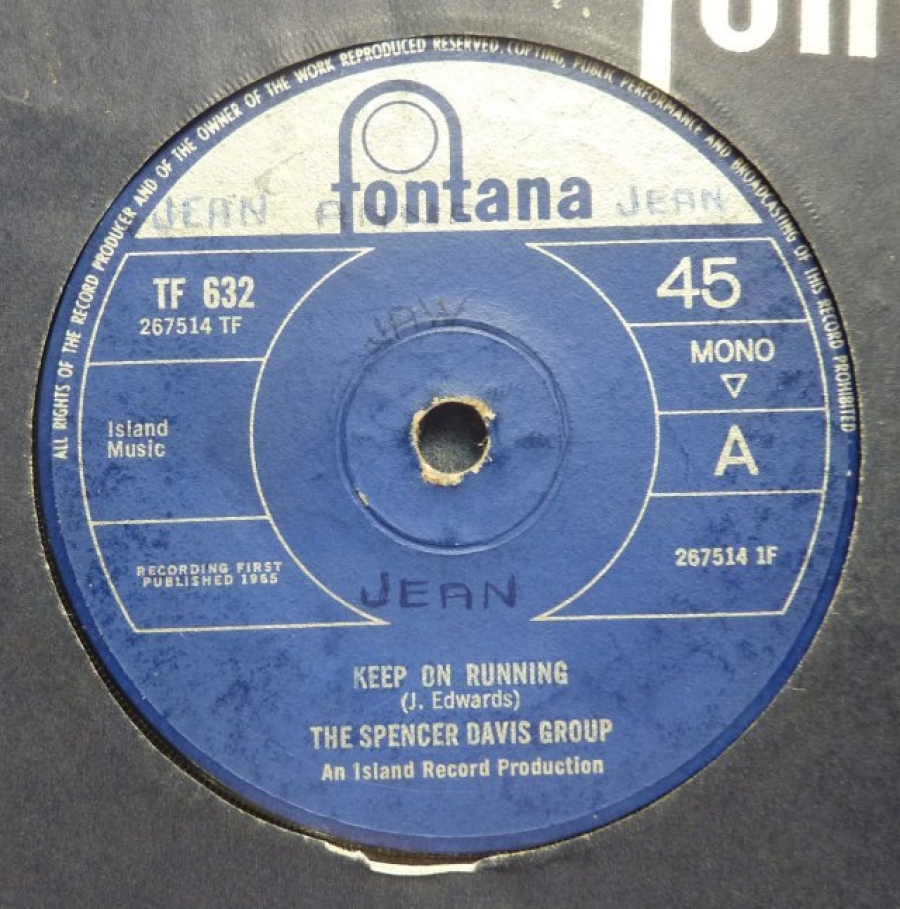 ALL RIGHTS OF THE RECORD PRODUCER AND OF THE OWNER OF THE WORK REPRODUCED RESERVED. COPYING, PUBLIC PERFORMANCE AND BROADCASTING OF THIS RECORD PROHIBITED
fontana
JEAN ANNE JEAN
TF 632
267514 TF
45
MONO
JAW
Island
Music
A
RECORDING FIRST
PUBLISHED 1965
267514 1F
JEAN
KEEP ON RUNNING
(J. Edwards)
THE SPENCER DAVIS GROUP
An Island Record Production